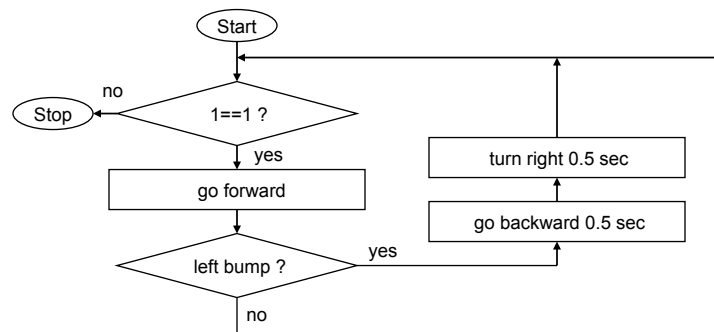 Start
no
Stop
1==1 ?
yes
turn right 0.5 sec
go forward
go backward 0.5 sec
yes
left bump ?
no